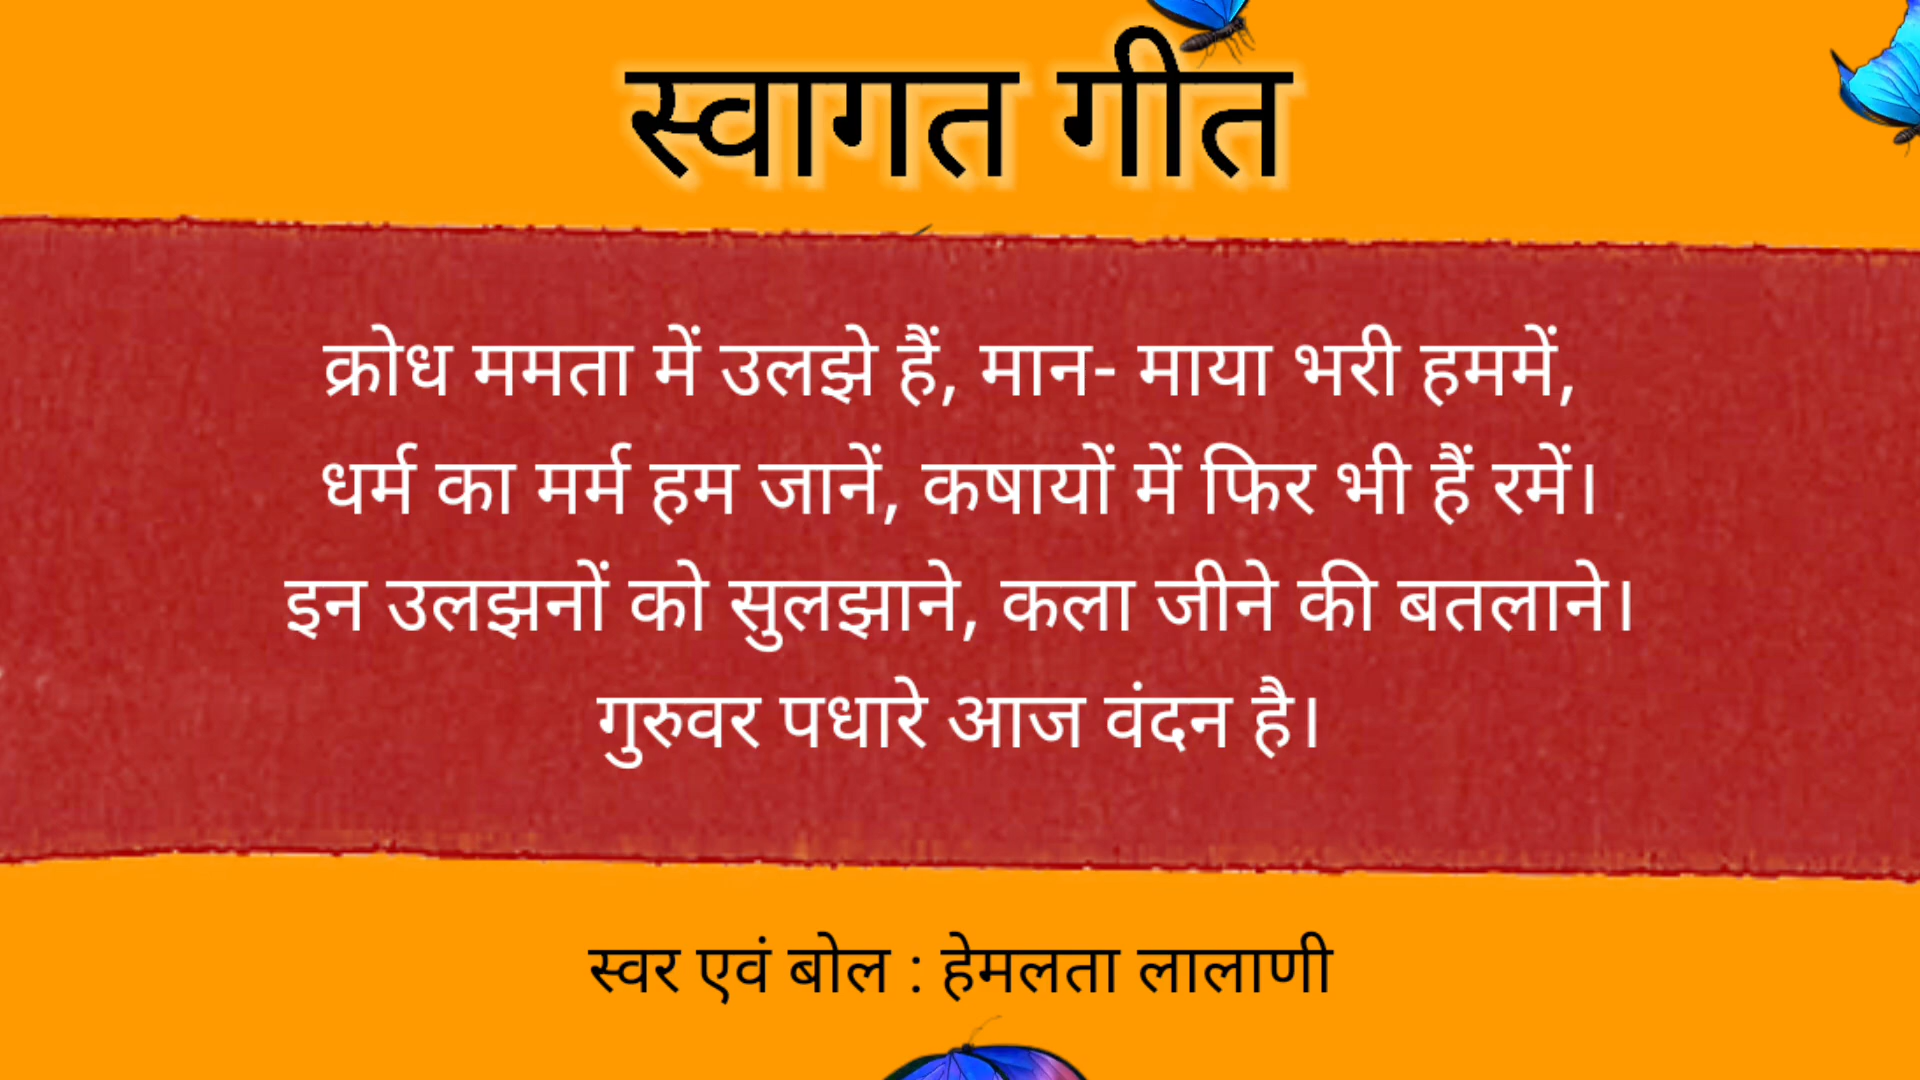 स्वागत गीत
क्रोध ममता में उलझे हैं, मान- माया भरी हममें,
धर्म का मर्म हम जानें, कषायों में फिर भी हैं रमें।
इन उलझनों को सुलझाने, कला जीने की बतलाने।
गुरुवर पधारे आज वंदन है।
स्वर एवं बोल : हेमलता लालाणी